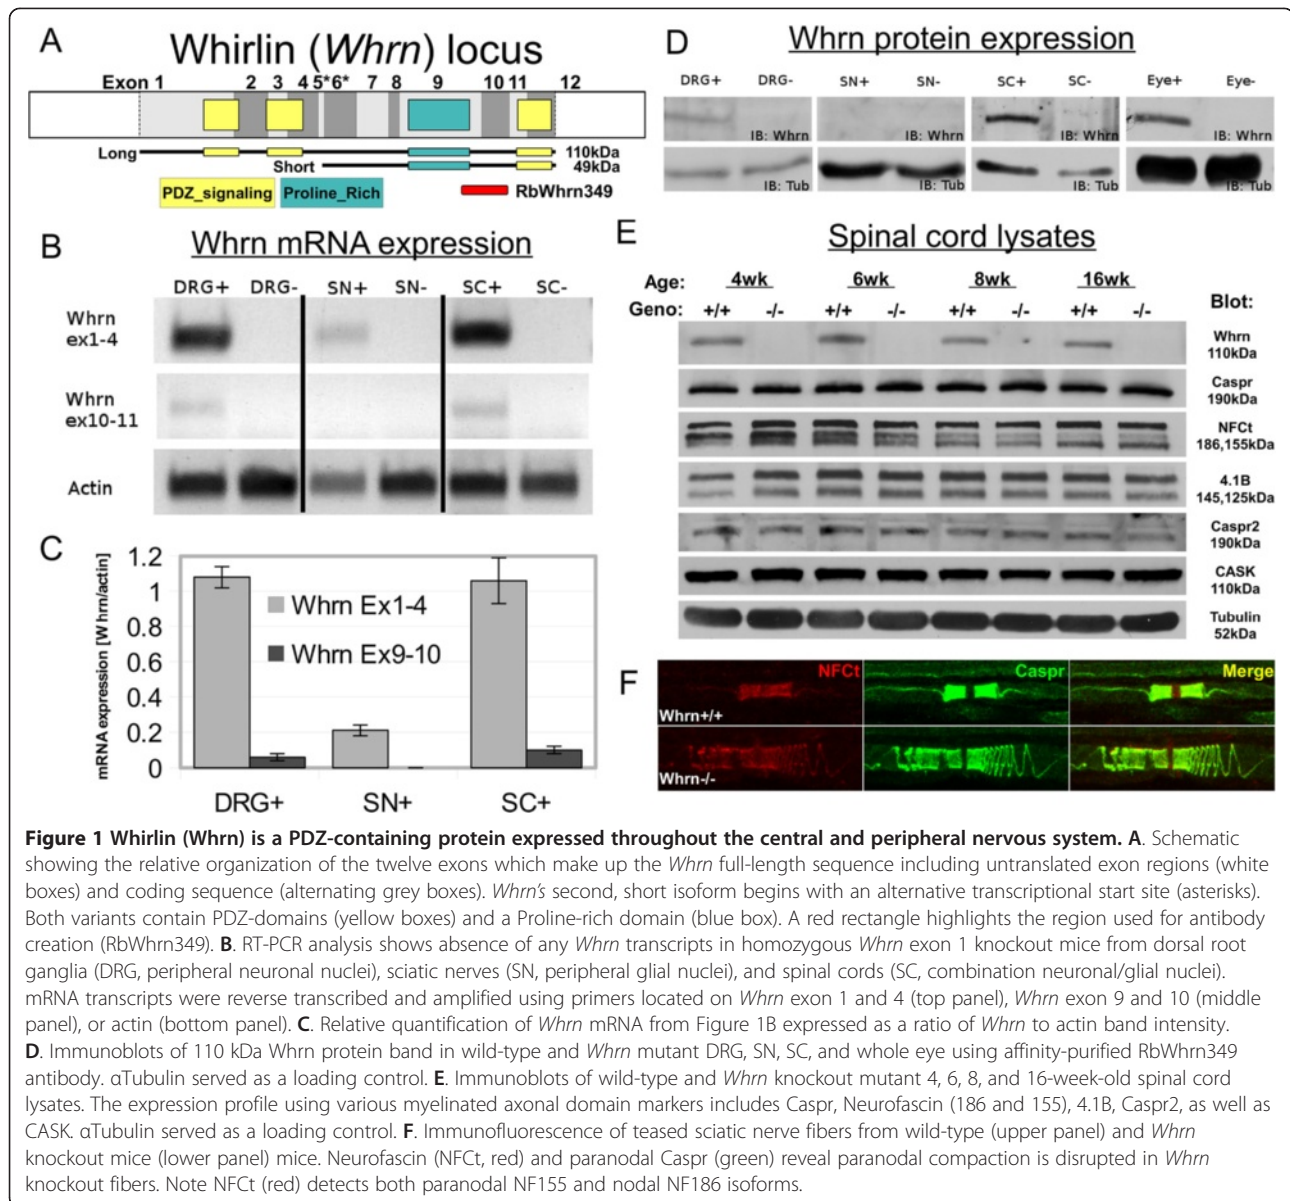 A
Whirlin (Whrn) locus
Exon 1 2 3 4 5* 6* 7 8 9 10 11 12
Long 110kDa
Short 49kDa
PDZ_signaling Proline_Rich RbWhrn349
B
Whrn mRNA expression
DRG+ DRG- SN+ SN- SC+ SC-
Whrn
ex1-4
Whrn
ex10-11
Actin
C
mRNA expression [Whrn/actin]
1.2
1
0.8
0.6
0.4
0.2
0
Whrn Ex1-4
Whrn Ex9-10
DRG+ SN+ SC+
D
Whrn protein expression
DRG+ DRG- SN+ SN- SC+ SC- Eye+ Eye-
IB: Whrn IB: Whrn IB: Whrn IB: Whrn
IB: Tub IB: Tub IB: Tub IB: Tub
E
Spinal cord lysates
Age: 4wk 6wk 8wk 16wk
Blot:
Geno: +/+ -/- +/+ -/- +/+ -/- +/+ -/-
Whrn
110kDa
Caspr
190kDa
NFCt
186,155kDa
4.1B
145,125kDa
Caspr2
190kDa
CASK
110kDa
Tubulin
52kDa
F
NFCt Caspr Merge
Whrn+/+
Whrn-/-
Figure 1 Whirlin (Whrn) is a PDZ-containing protein expressed throughout the central and peripheral nervous system. A. Schematic
showing the relative organization of the twelve exons which make up the Whrn full-length sequence including untranslated exon regions (white
boxes) and coding sequence (alternating grey boxes). Whrn's second, short isoform begins with an alternative transcriptional start site (asterisks).
Both variants contain PDZ-domains (yellow boxes) and a Proline-rich domain (blue box). A red rectangle highlights the region used for antibody
creation (RbWhrn349). B. RT-PCR analysis shows absence of any Whrn transcripts in homozygous Whrn exon 1 knockout mice from dorsal root
ganglia (DRG, peripheral neuronal nuclei), sciatic nerves (SN, peripheral glial nuclei), and spinal cords (SC, combination neuronal/glial nuclei).
mRNA transcripts were reverse transcribed and amplified using primers located on Whrn exon 1 and 4 (top panel), Whrn exon 9 and 10 (middle
panel), or actin (bottom panel). C. Relative quantification of Whrn mRNA from Figure 1B expressed as a ratio of Whrn to actin band intensity.
D. Immunoblots of 110 kDa Whrn protein band in wild-type and Whrn mutant DRG, SN, SC, and whole eye using affinity-purified RbWhrn349
antibody. αTubulin served as a loading control. E. Immunoblots of wild-type and Whrn knockout mutant 4, 6, 8, and 16-week-old spinal cord
lysates. The expression profile using various myelinated axonal domain markers includes Caspr, Neurofascin (186 and 155), 4.1B, Caspr2, as well as
CASK. αTubulin served as a loading control. F. Immunofluorescence of teased sciatic nerve fibers from wild-type (upper panel) and Whrn
knockout mice (lower panel) mice. Neurofascin (NFCt, red) and paranodal Caspr (green) reveal paranodal compaction is disrupted in Whrn
knockout fibers. Note NFCt (red) detects both paranodal NF155 and nodal NF186 isoforms.